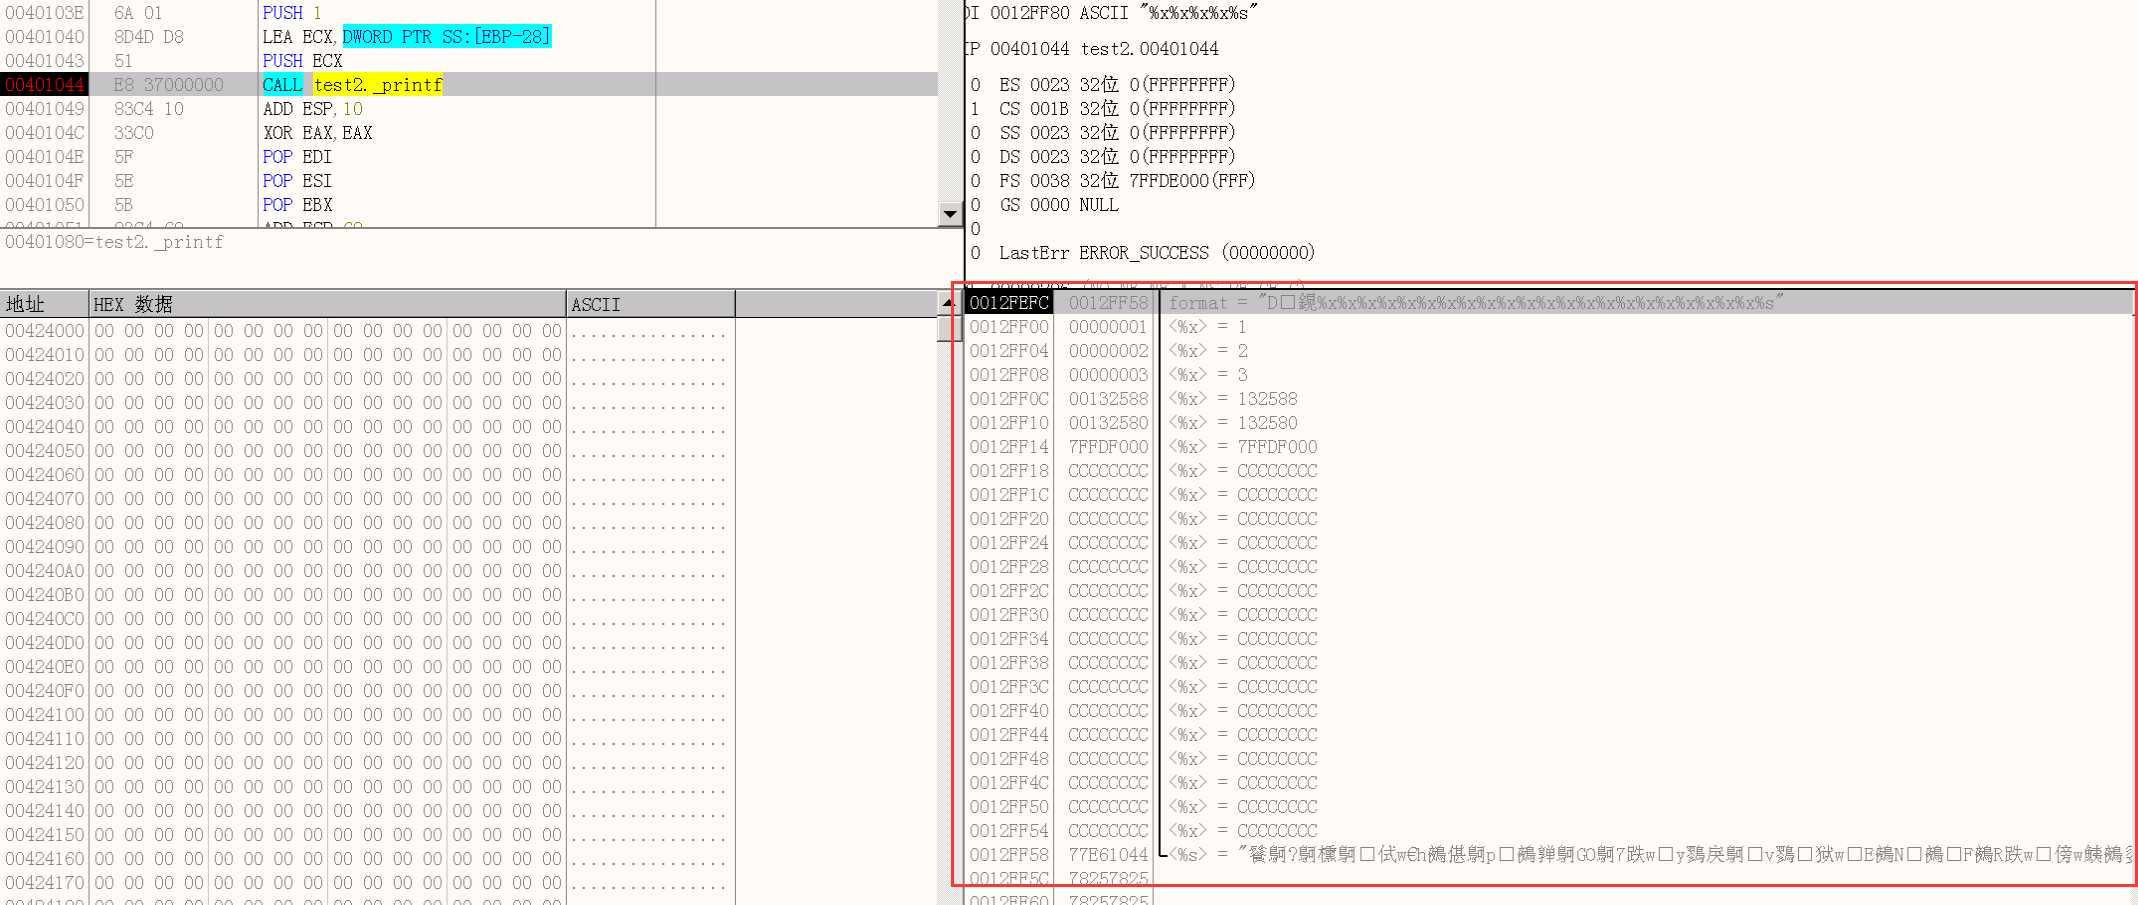 0040103E 6A 01 PUSH 1
00401040 8D4D D8 LEA ECX,DWORD PTR SS:[EBP-28]
00401043 51 PUSH ECX
00401044 E8 37000000 CALL test2._printf
00401049 83C4 10 ADD ESP,10
0040104C 33C0 XOR EAX,EAX
0040104E 5F POP EDI
0040104F 5E POP ESI
00401050 5B POP EBX
00401051 83C4 68 ADD ESP,68
00401080=test2._printf
DI 0012FF80 ASCII "%x%x%x%x%s"
IP 00401044 test2.00401044
0 ES 0023 32位 0(FFFFFFFF)
1 CS 001B 32位 0(FFFFFFFF)
0 SS 0023 32位 0(FFFFFFFF)
0 DS 0023 32位 0(FFFFFFFF)
0 FS 0038 32位 7FFDE000(FFF)
0 GS 0000 NULL
0
0 LastErr ERROR_SUCCESS (00000000)
地址 HEX 数据 ASCII
00424000 00 00 00 00 00 00 00 00 00 00 00 00 00 00 00 00 ................
00424010 00 00 00 00 00 00 00 00 00 00 00 00 00 00 00 00 ................
00424020 00 00 00 00 00 00 00 00 00 00 00 00 00 00 00 00 ................
00424030 00 00 00 00 00 00 00 00 00 00 00 00 00 00 00 00 ................
00424040 00 00 00 00 00 00 00 00 00 00 00 00 00 00 00 00 ................
00424050 00 00 00 00 00 00 00 00 00 00 00 00 00 00 00 00 ................
00424060 00 00 00 00 00 00 00 00 00 00 00 00 00 00 00 00 ................
00424070 00 00 00 00 00 00 00 00 00 00 00 00 00 00 00 00 ................
00424080 00 00 00 00 00 00 00 00 00 00 00 00 00 00 00 00 ................
00424090 00 00 00 00 00 00 00 00 00 00 00 00 00 00 00 00 ................
004240A0 00 00 00 00 00 00 00 00 00 00 00 00 00 00 00 00 ................
004240B0 00 00 00 00 00 00 00 00 00 00 00 00 00 00 00 00 ................
004240C0 00 00 00 00 00 00 00 00 00 00 00 00 00 00 00 00 ................
004240D0 00 00 00 00 00 00 00 00 00 00 00 00 00 00 00 00 ................
004240E0 00 00 00 00 00 00 00 00 00 00 00 00 00 00 00 00 ................
004240F0 00 00 00 00 00 00 00 00 00 00 00 00 00 00 00 00 ................
00424100 00 00 00 00 00 00 00 00 00 00 00 00 00 00 00 00 ................
00424110 00 00 00 00 00 00 00 00 00 00 00 00 00 00 00 00 ................
00424120 00 00 00 00 00 00 00 00 00 00 00 00 00 00 00 00 ................
00424130 00 00 00 00 00 00 00 00 00 00 00 00 00 00 00 00 ................
00424140 00 00 00 00 00 00 00 00 00 00 00 00 00 00 00 00 ................
00424150 00 00 00 00 00 00 00 00 00 00 00 00 00 00 00 00 ................
00424160 00 00 00 00 00 00 00 00 00 00 00 00 00 00 00 00 ................
00424170 00 00 00 00 00 00 00 00 00 00 00 00 00 00 00 00 ................
0012FEFC 0012FF58 format = "D□錕%x%x%x%x%x%x%x%x%x%x%x%x%x%x%x%x%x%x%x%x%x%x%s"
0012FF00 00000001 <%x> = 1
0012FF04 00000002 <%x> = 2
0012FF08 00000003 <%x> = 3
0012FF0C 00132588 <%x> = 132588
0012FF10 00132580 <%x> = 132580
0012FF14 7FFDF000 <%x> = 7FFDF000
0012FF18 CCCCCCCC <%x> = CCCCCCCC
0012FF1C CCCCCCCC <%x> = CCCCCCCC
0012FF20 CCCCCCCC <%x> = CCCCCCCC
0012FF24 CCCCCCCC <%x> = CCCCCCCC
0012FF28 CCCCCCCC <%x> = CCCCCCCC
0012FF2C CCCCCCCC <%x> = CCCCCCCC
0012FF30 CCCCCCCC <%x> = CCCCCCCC
0012FF34 CCCCCCCC <%x> = CCCCCCCC
0012FF38 CCCCCCCC <%x> = CCCCCCCC
0012FF3C CCCCCCCC <%x> = CCCCCCCC
0012FF40 CCCCCCCC <%x> = CCCCCCCC
0012FF44 CCCCCCCC <%x> = CCCCCCCC
0012FF48 CCCCCCCC <%x> = CCCCCCCC
0012FF4C CCCCCCCC <%x> = CCCCCCCC
0012FF50 CCCCCCCC <%x> = CCCCCCCC
0012FF54 CCCCCCCC <%x> = CCCCCCCC
0012FF58 77E61044 <%s> =
0012FF5C 78257825
0012FF60 78257825